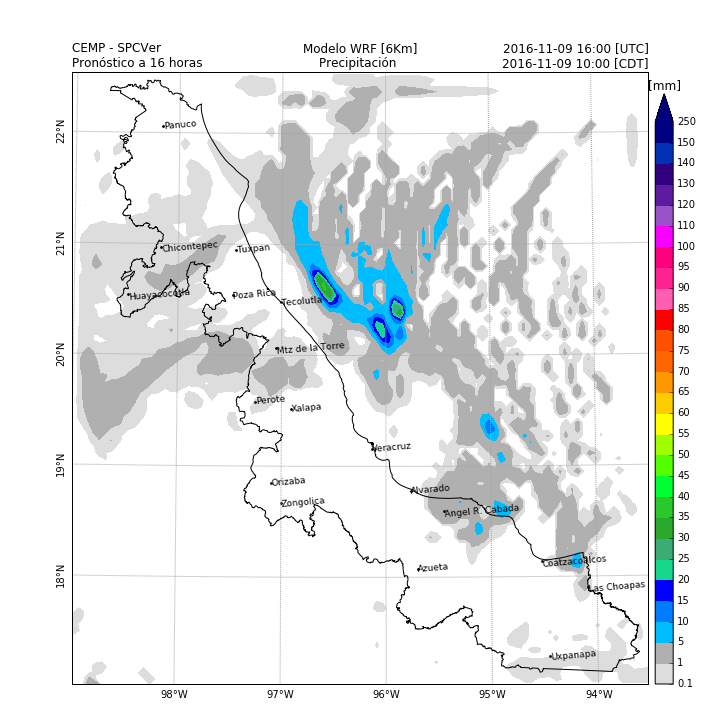 CEMP - SPCVer
Modelo WRF [6Km]
2016-11-09 16:00 [UTC]
Pronóstico a 16 horas
Precipitación
2016-11-09 10:00 [CDT]
[mm]
250
150
140
130
120
110
100
95
90
85
80
75
70
65
60
55
50
45
40
35
30
25
20
15
10
5
1
0.1
22°N
21°N
20°N
19°N
18°N
Panuco
Chicontepec
Tuxpan
Huayacocotla
Poza Rica
Tecolutla
Mtz de la Torre
Perote
Xalapa
Veracruz
Orizaba
Alvarado
Zongolica
Angel R. Cabada
Azueta
Coatzacoalcos
Las Choapas
Uxpanapa
98°W
97°W
96°W
95°W
94°W